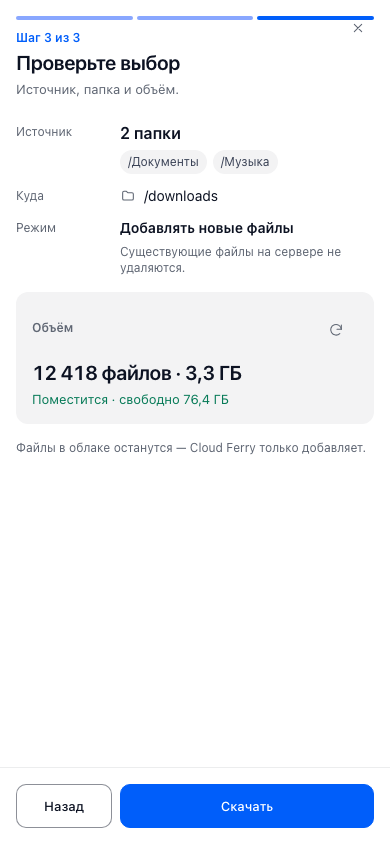 Шаг 3 из 3
Проверьте выбор
Источник, папка и объём.
Источник
2 папки
/Документы
/Музыка
Куда
/downloads
Режим
Добавлять новые файлы
Существующие файлы на сервере не
удаляются.
Объём
12 418 файлов · 3,3 ГБ
Поместится · свободно 76,4 ГБ
Файлы в облаке останутся — Cloud Ferry только добавляет.
Назад
Скачать